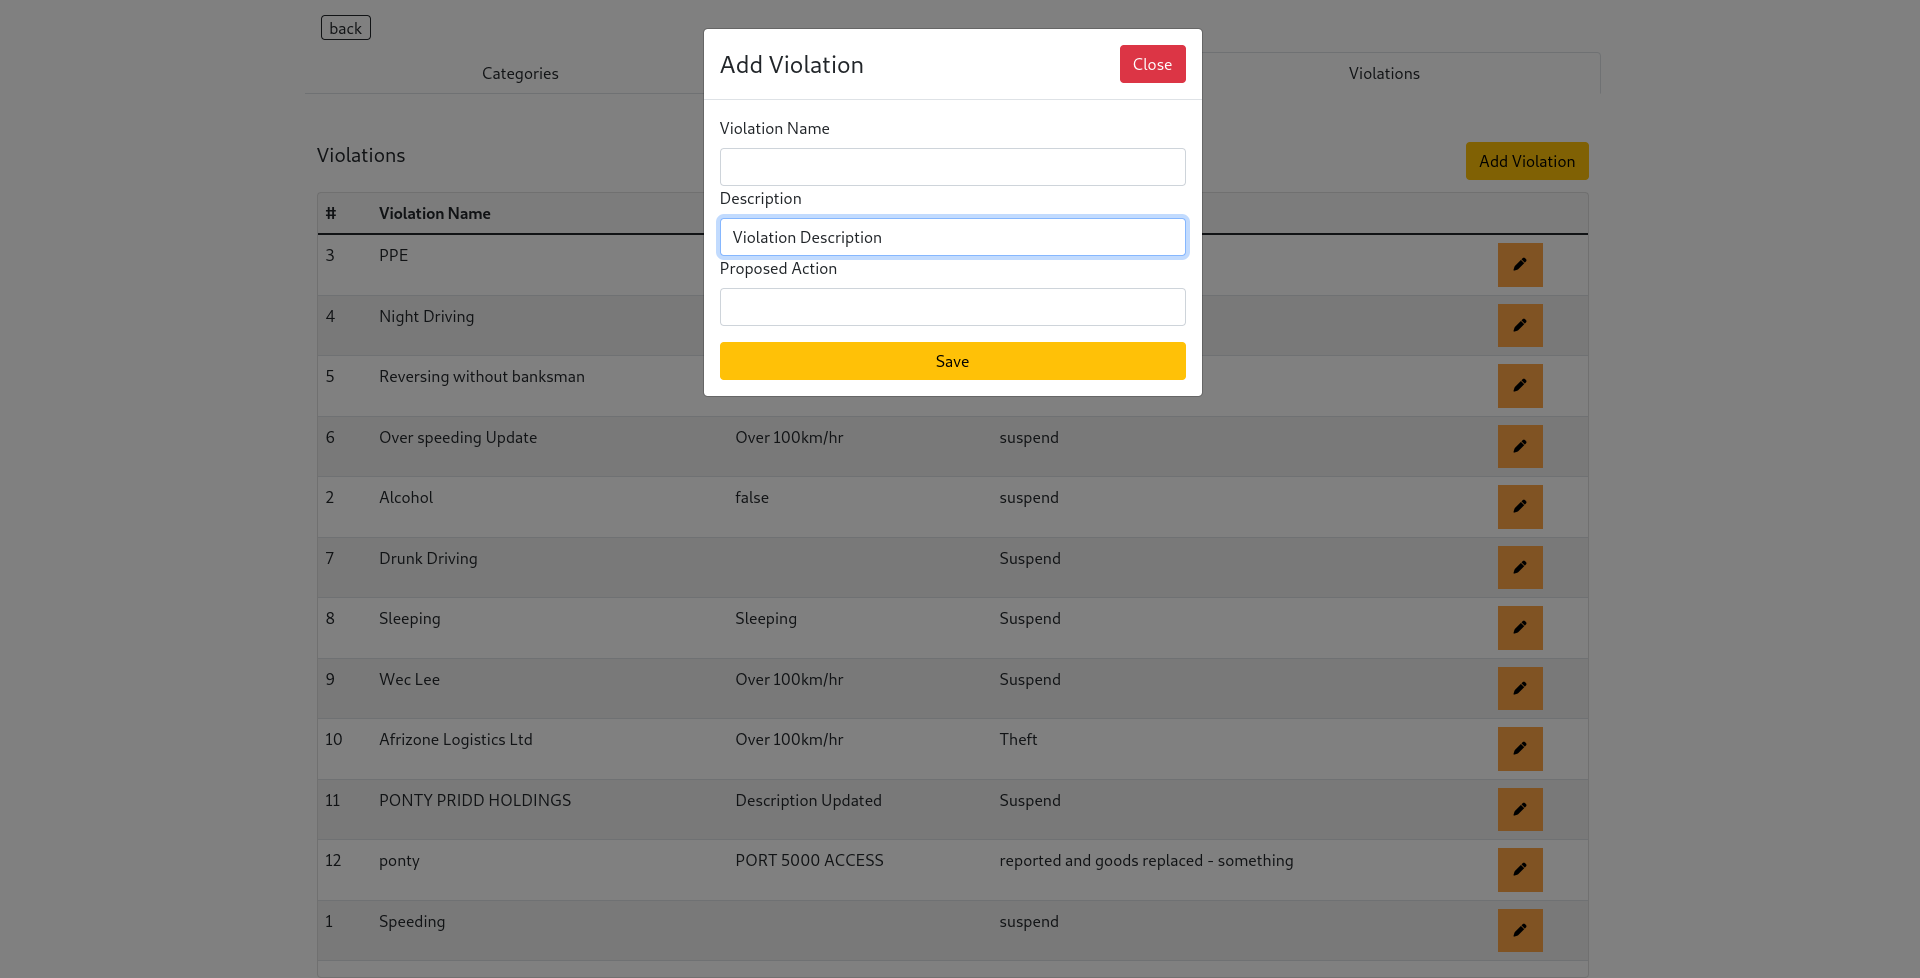 back
Add Violation
Close
Categories
Violations
Violation Name
Violations
Add Violation
Description
# Violation Name
Violation Description
3 PPE
Proposed Action
4 Night Driving
Save
5 Reversing without banksman
6 Over speeding Update Over 100km/hr suspend
2 Alcohol false suspend
7 Drunk Driving Suspend
8 Sleeping Sleeping Suspend
9 Wec Lee Over 100km/hr Suspend
10 Afrizone Logistics Ltd Over 100km/hr Theft
11 PONTY PRIDD HOLDINGS Description Updated Suspend
12 ponty PORT 5000 ACCESS reported and goods replaced - something
1 Speeding suspend